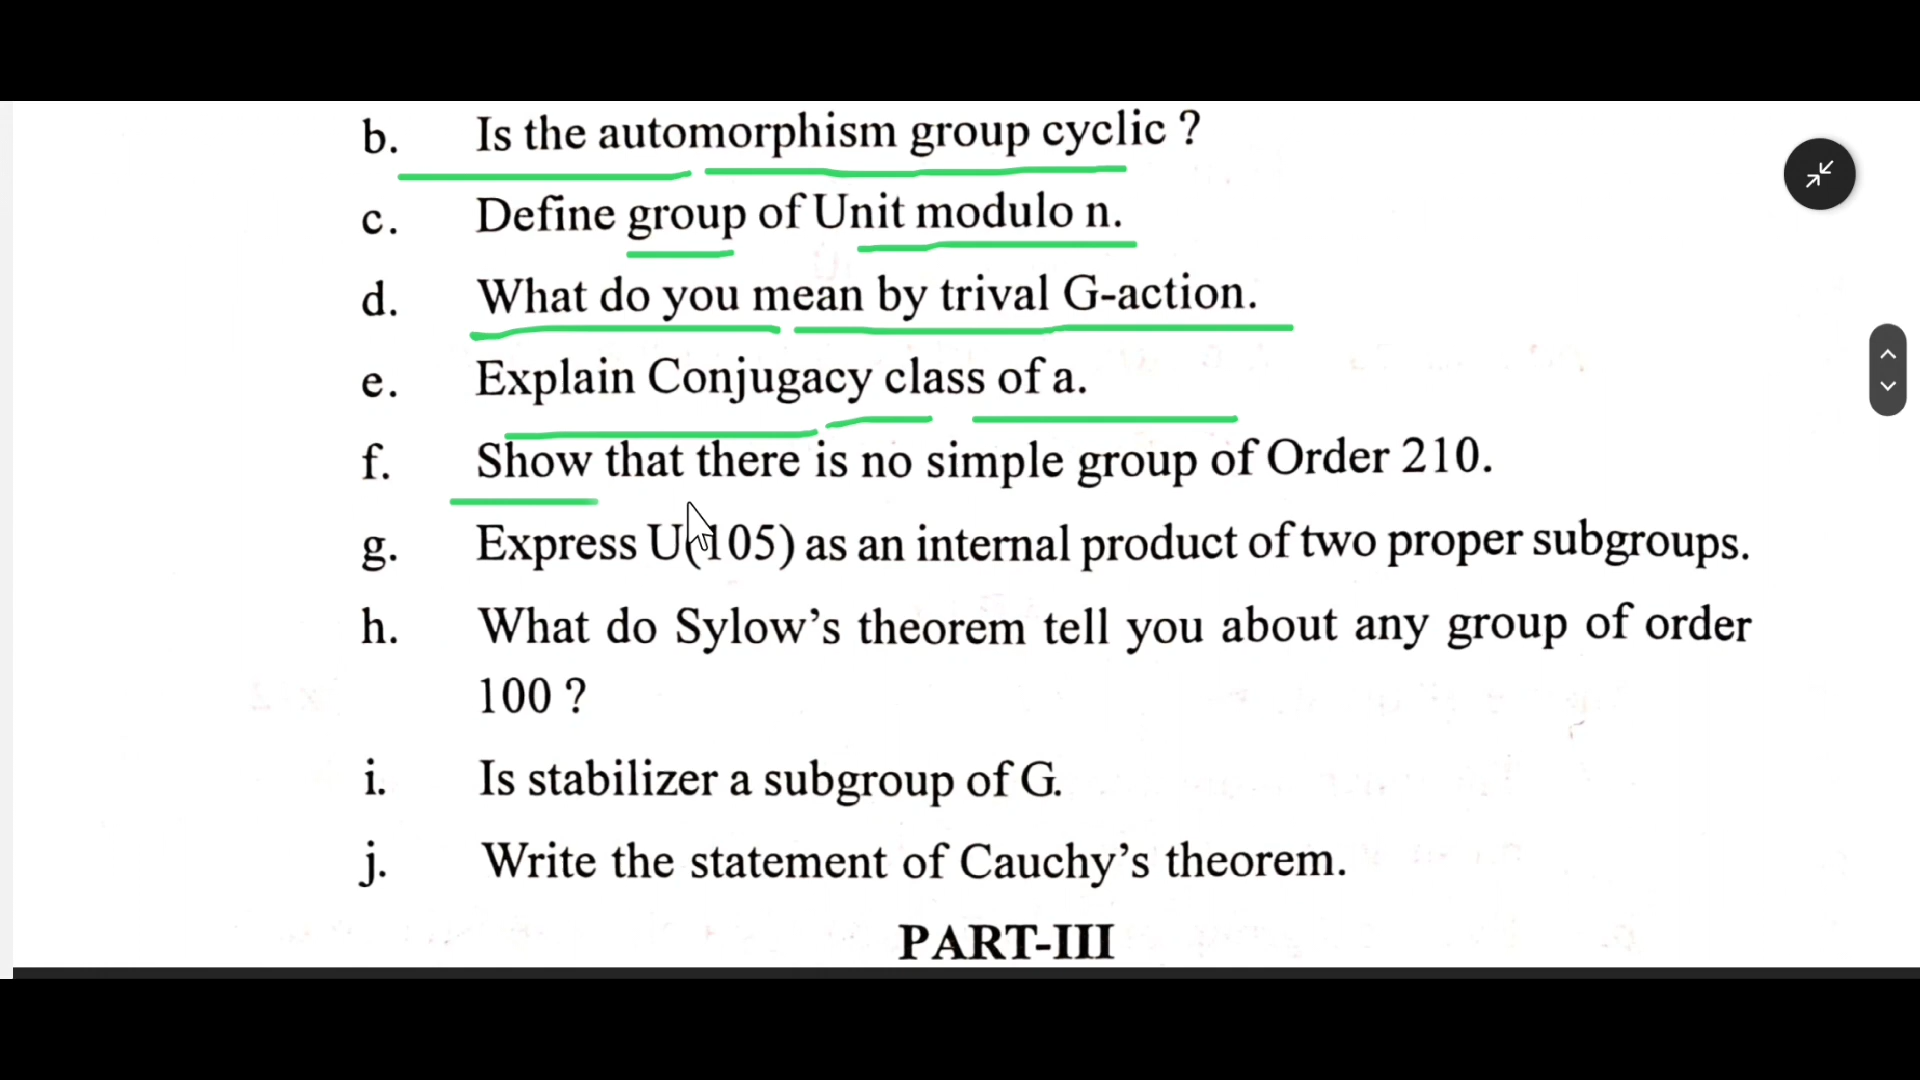 b. Is the automorphism group cyclic ?
c. Define group of Unit modulo n.
d. What do you mean by trival G-action.
e. Explain Conjugacy class of a.
f. Show that there is no simple group of Order 210.
g. Express U(105) as an internal product of two proper subgroups.
h. What do Sylow's theorem tell you about any group of order
100 ?
i. Is stabilizer a subgroup of G.
j. Write the statement of Cauchy's theorem.
PART-III